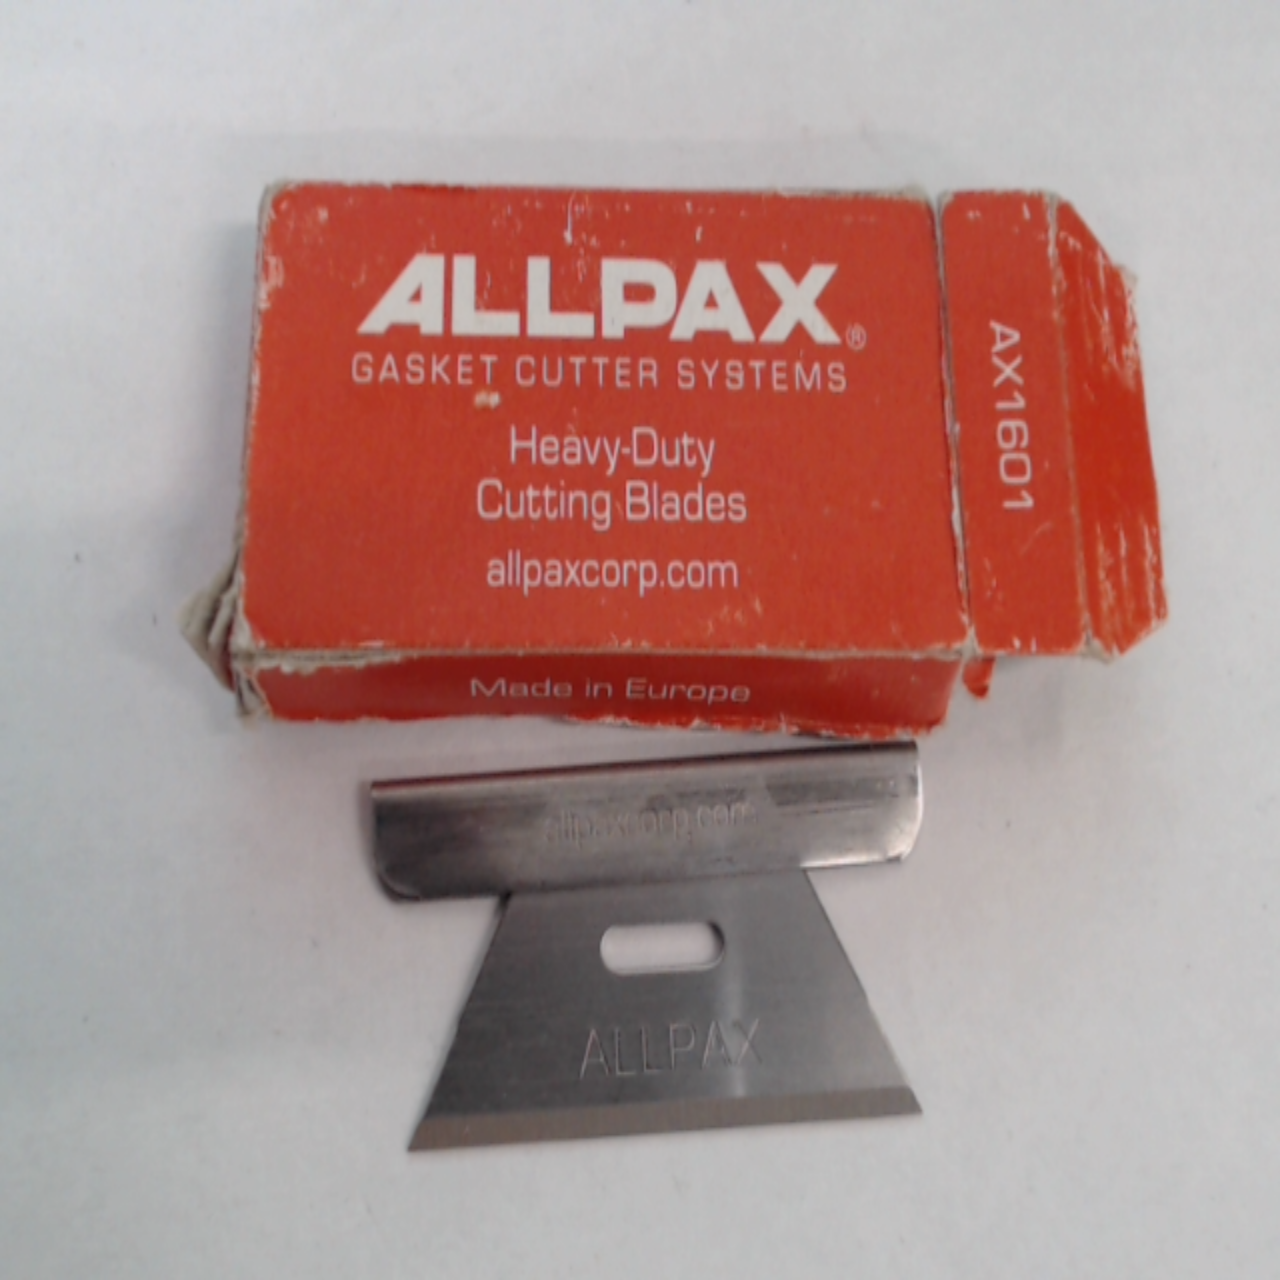 ALLPAX®
GASKET CUTTER SYSTEMS
Heavy-Duty
Cutting Blades
allpaxcorp.com
Made in Europe
AX1601
allpaxcorp.com
ALLPAX